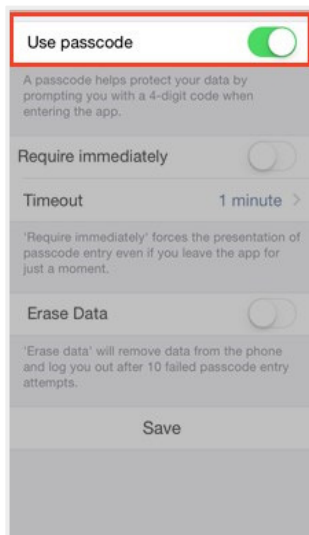 Use passcode
A passcode helps protect your data by
prompting you with a 4-digit code when
entering the app.
Require immediately
Timeout 1 minute >
'Require immediately' forces the presentation of
passcode entry even if you leave the app for
just a moment.
Erase Data
'Erase data' will remove data from the phone
and log you out after 10 failed passcode entry
attempts.
Save